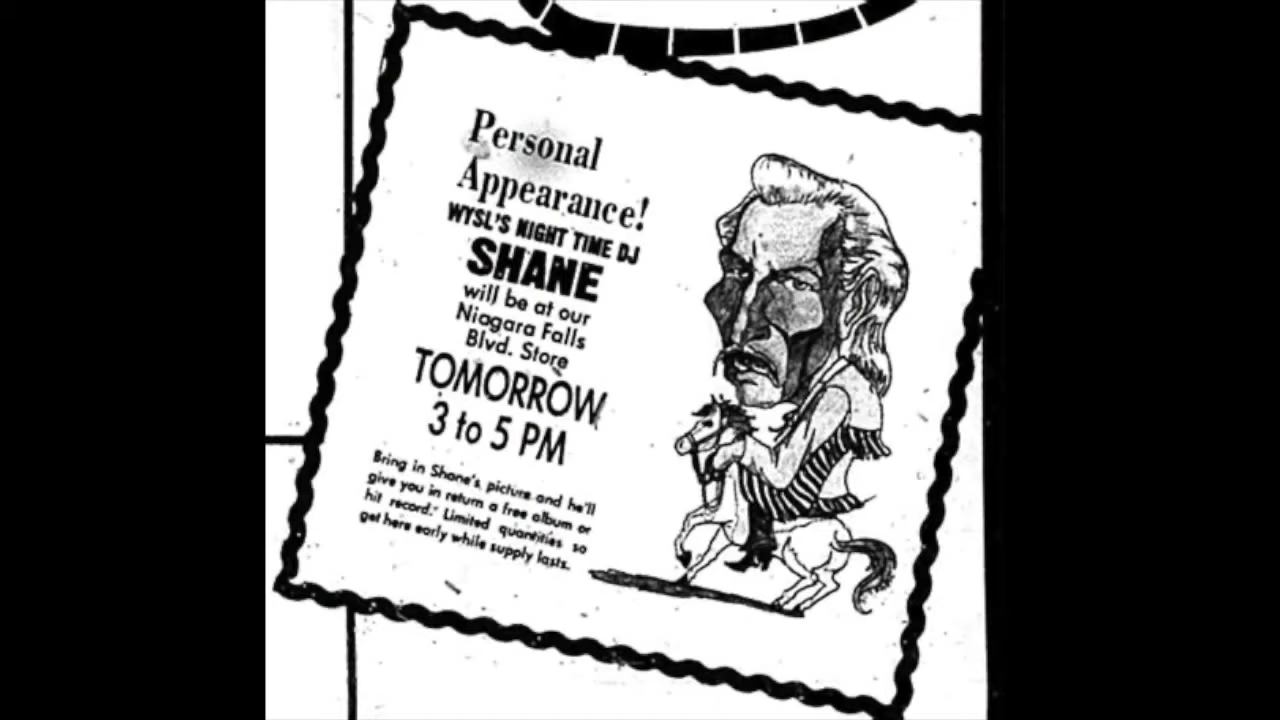 Personal
Appearance!
WYSL'S NIGHT TIME DJ
SHANE
will be at our
Niagara Falls
Blvd. Store
TOMORROW
3 to 5 PM
Bring in Shane's picture and he'll
give you in return a free album or
hit record. Limited quantities so
get here early while supply lasts.